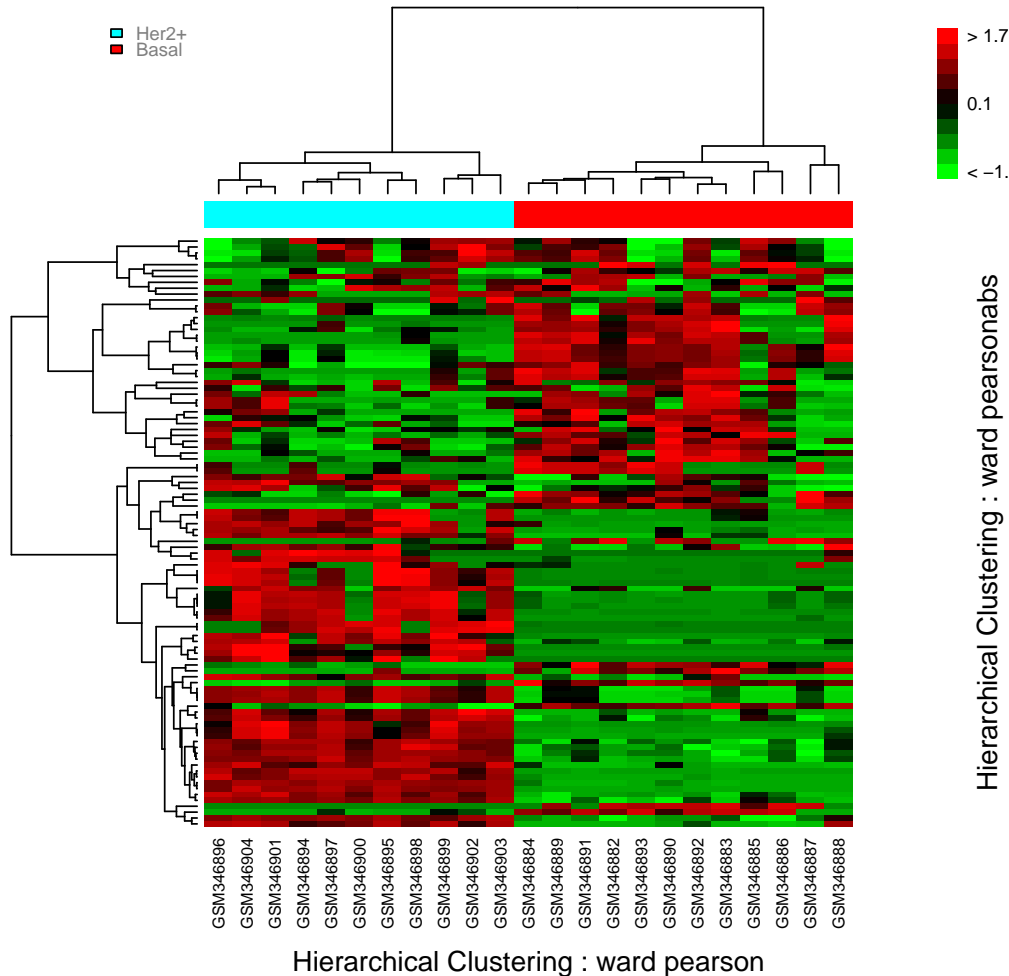 Her2+
Basal
> 1.7
0.1
< −1.
Hierarchical Clustering : ward pearsonabs
GSM346896
GSM346904
GSM346901
GSM346894
GSM346897
GSM346900
GSM346895
GSM346898
GSM346899
GSM346902
GSM346903
GSM346884
GSM346889
GSM346891
GSM346882
GSM346893
GSM346890
GSM346892
GSM346883
GSM346885
GSM346886
GSM346887
GSM346888
Hierarchical Clustering : ward pearson